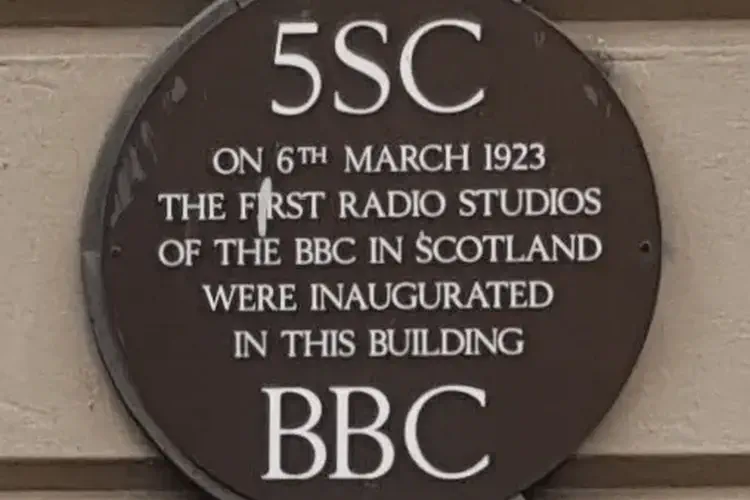 5SC
ON 6TH MARCH 1923
THE FIRST RADIO STUDIOS
OF THE BBC IN SCOTLAND
WERE INAUGURATED
IN THIS BUILDING
BBC